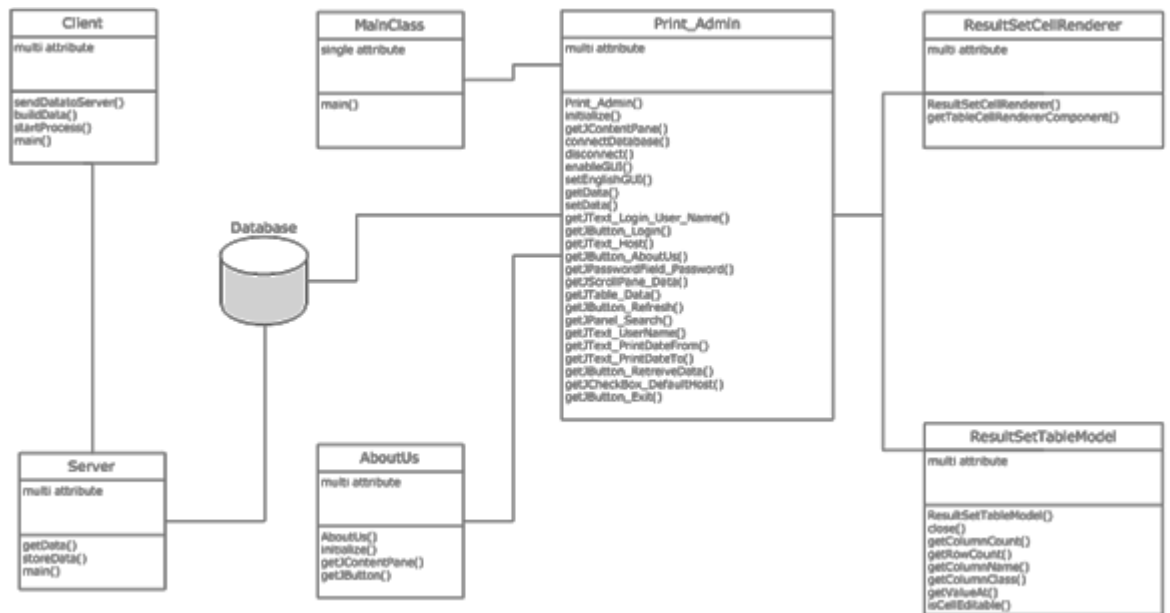 Client
multi attribute
sendDatatoServer()
buildData()
startProcess()
main()
MainClass
single attribute
main()
Print_Admin
multi attribute
Print_Admin()
initialize()
getJContentPane()
connectDatabase()
disconnect()
enableGUI()
setEnglishGUI()
getData()
setData()
getJText_Login_User_Name()
getJButton_Login()
getJText_Host()
getJButton_AboutUs()
getJPasswordField_Password()
getJScrollPane_Data()
getJTable_Data()
getJButton_Refresh()
getJPanel_Search()
getJText_UserName()
getJText_PrintDateFrom()
getJText_PrintDateTo()
getJButton_RetreiveData()
getJCheckBox_DefaultHost()
getJButton_Exit()
ResultSetCellRenderer
multi attribute
ResultSetCellRenderer()
getTableCellRendererComponent()
Database
Server
multi attribute
getData()
storeData()
main()
AboutUs
multi attribute
AboutUs()
initialize()
getJContentPane()
getJButton()
ResultSetTableModel
multi attribute
ResultSetTableModel()
close()
getColumnCount()
getRowCount()
getColumnName()
getColumnClass()
getValueAt()
isCellEditable()